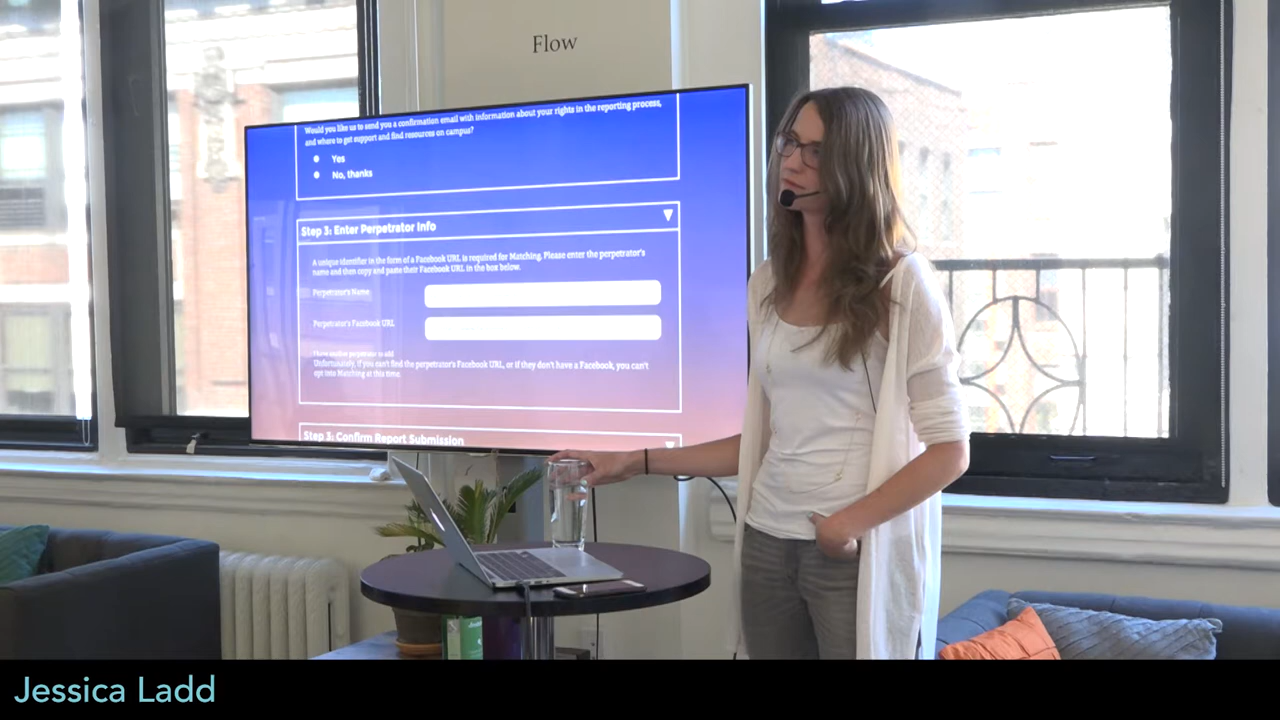 Flow
Would you like us to send you a confirmation email with information about your rights in the reporting process,
and where to get support and find resources on campus?
Yes
No, thanks
Step 3: Enter Perpetrator Info
A unique identifier in the form of a Facebook URL is required for Matching. Please enter the perpetrator's
name and then copy and paste their Facebook URL in the box below.
Perpetrator's Name
Perpetrator's Facebook URL
I have another perpetrator to add
Unfortunately, if you can't find the perpetrator's Facebook URL, or if they don't have a Facebook, you can't
opt into Matching at this time.
Step 3: Confirm Report Submission
Jessica Ladd